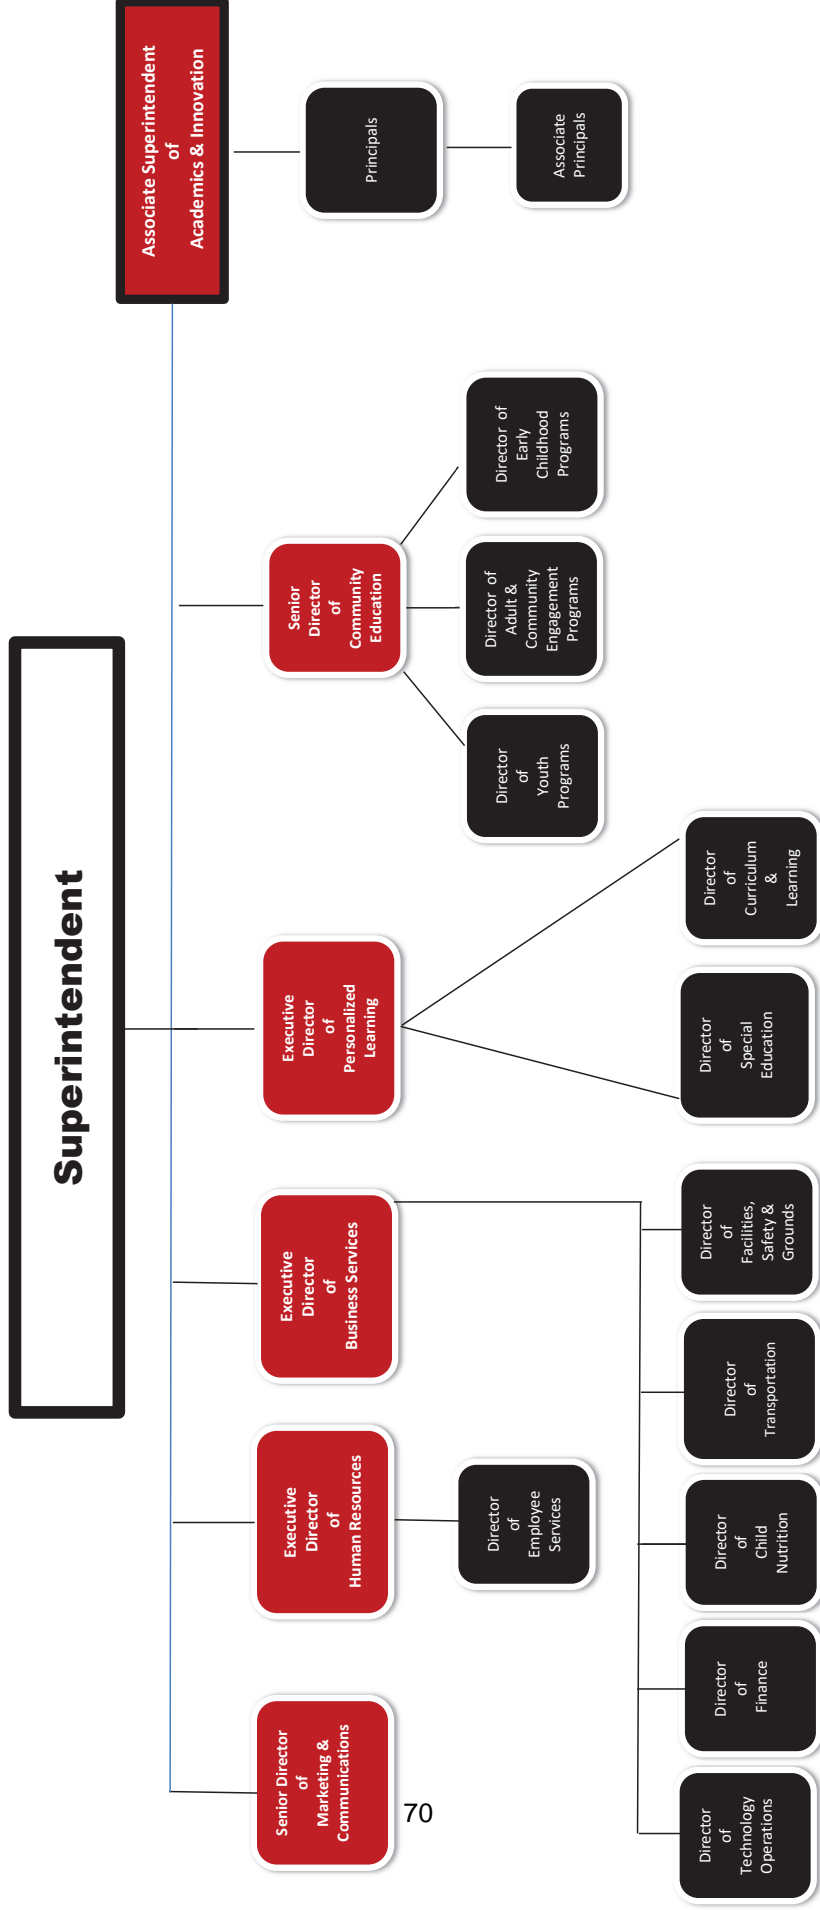 Superintendent
Senior Director
of
Marketing &
Communications
Executive
Director
of
Human Resources
Executive
Director
of
Business Services
Executive
Director
of
Personalized
Learning
Senior
Director
of
Community
Education
Associate Superintendent
of
Academics & Innovation
Director
of
Employee
Services
Director
of
Youth
Programs
Director of
Adult &
Community
Engagement
Programs
Director of
Early
Childhood
Programs
Principals
Associate
Principals
Director
of
Technology
Operations
Director
of
Finance
Director
of
Child
Nutrition
Director
of
Transportation
Director
of
Facilities,
Safety &
Grounds
Director
of
Special
Education
Director
of
Curriculum
&
Learning
70